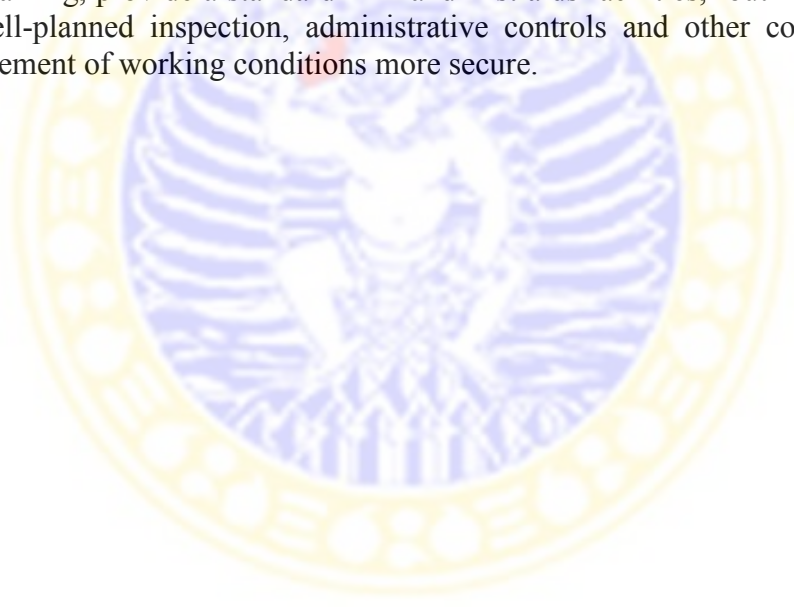 ell-planned inspection, administrative controls and other co
ement of working conditions more secure.